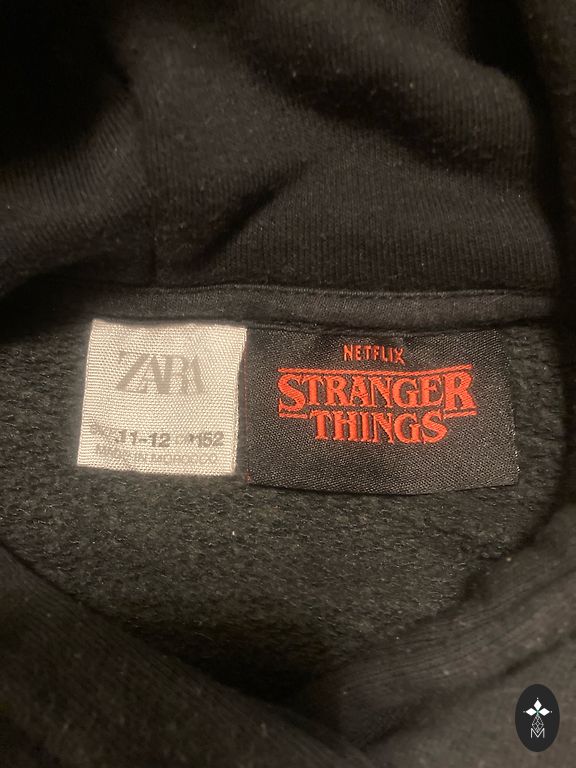 ZARA
11-12 152
MADE IN MOROCCO
NETFLIX
STRANGER
THINGS